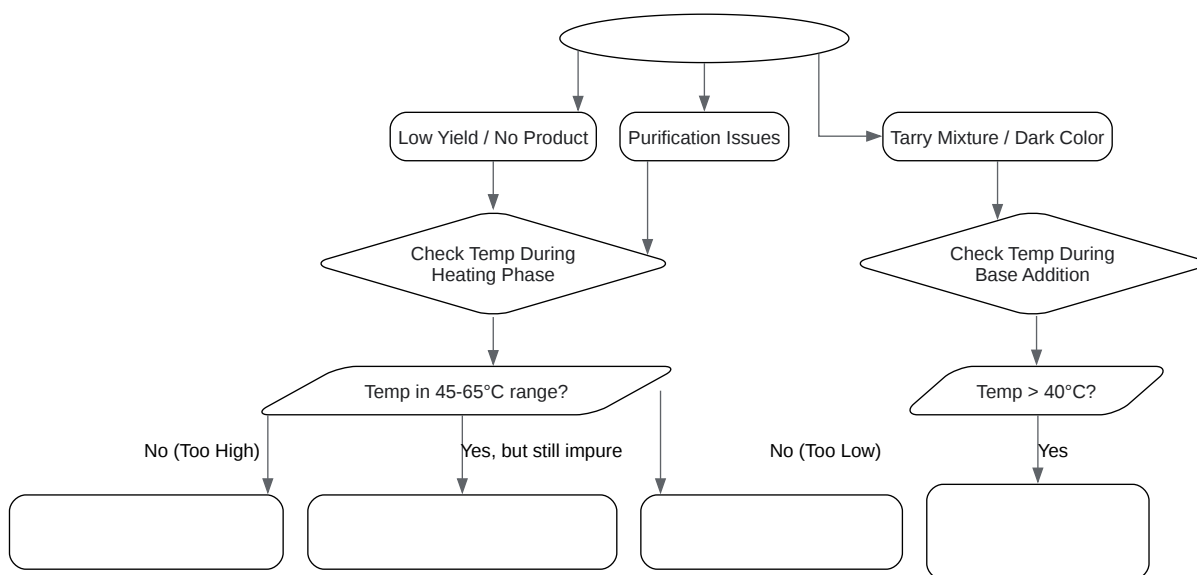 Low Yield / No Product
Purification Issues
Tarry Mixture / Dark Color
Check Temp During
Heating Phase
Check Temp During
Base Addition
Temp in 45-65°C range?
Temp > 40°C?
No (Too High)
Yes, but still impure
No (Too Low)
Yes